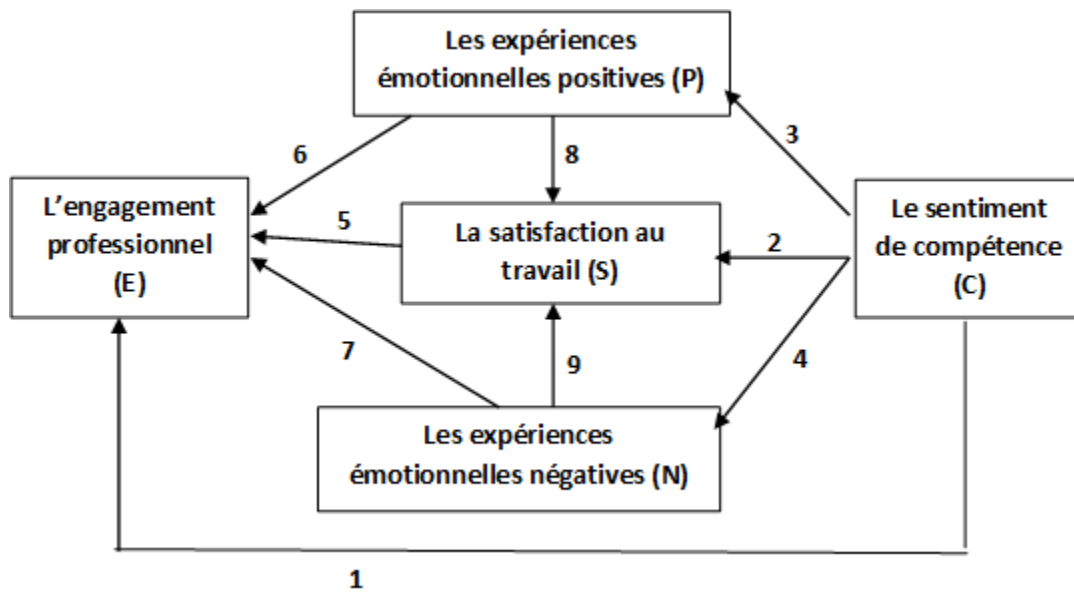 Les expériences
émotionnelles positives (P)
6
8
3
L'engagement
professionnel
(E)
5
La satisfaction au
travail (S)
2
Le sentiment
de compétence
(C)
7
9
4
Les expériences
émotionnelles négatives (N)
1